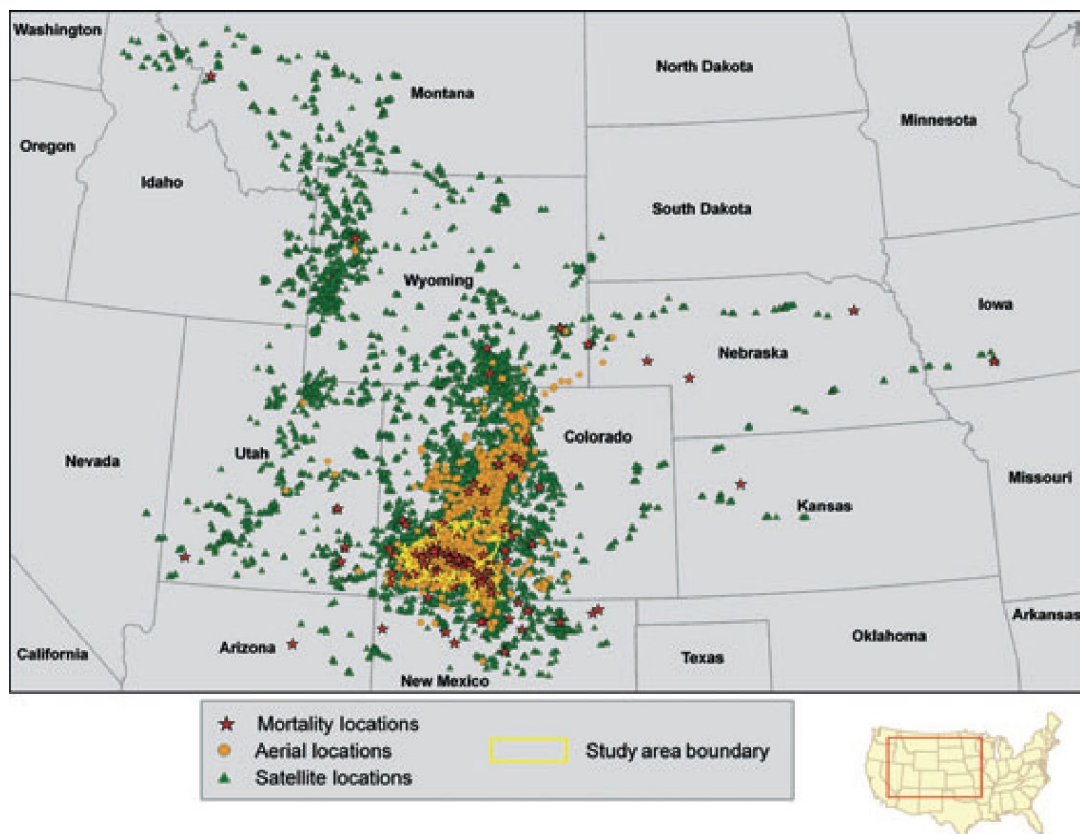 Washington
North Dakota
Montana
Minnesota
Oregon
Idaho
South Dakota
Wyoming
Iowa
Nebraska
Colorado
Utah
Nevada
Missouri
Kansas
Arkansas
Oklahoma
Arizona
California
Texas
New Mexico
Mortality locations
Aerial locations
Study area boundary
Satellite locations